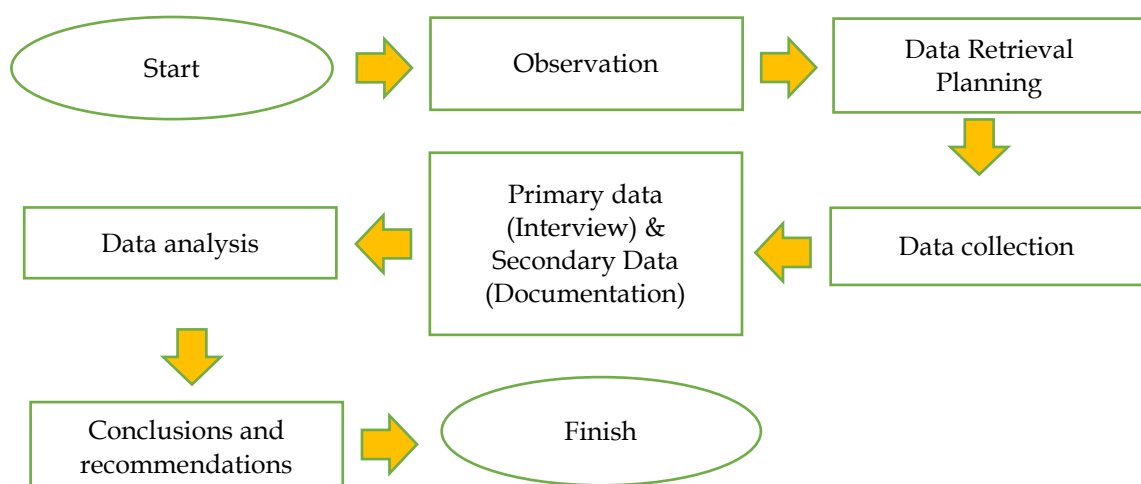 Start
Observation
Data Retrieval
Planning
Data collection
Primary data
(Interview) &
Secondary Data
(Documentation)
Data analysis
Conclusions and
recommendations
Finish